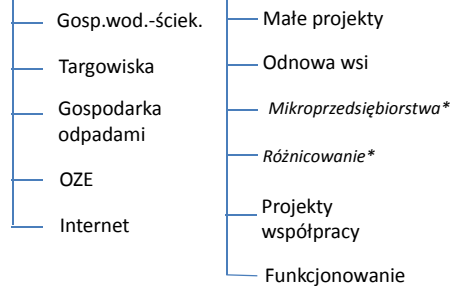 Gosp.wod.-ściek.
Targowiska
Gospodarka
odpadami
OZE
Internet
Małe projekty
Odnowa wsi
Mikroprzedsiębiorstwa*
Różnicowanie*
Projekty
współpracy
Funkcjonowanie